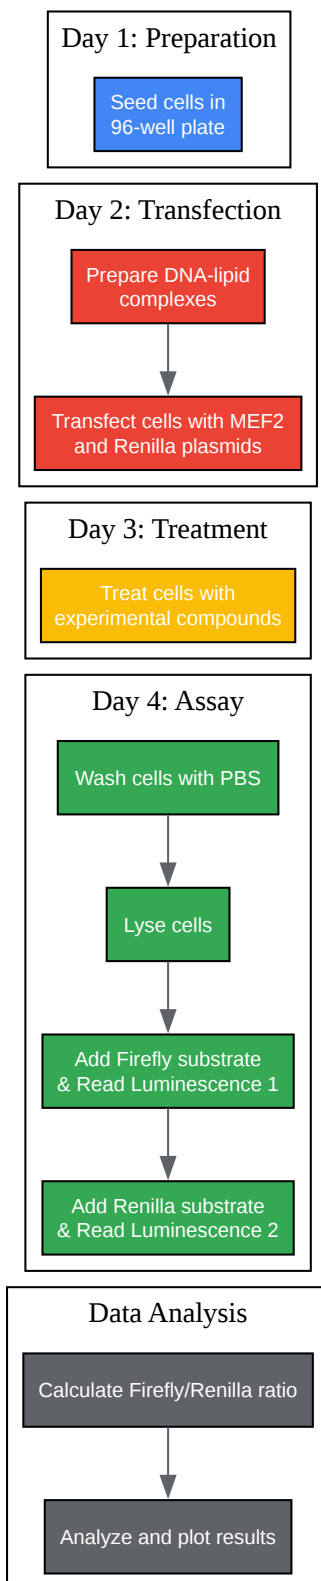 Day 1: Preparation
Seed cells in
96-well plate
Day 2: Transfection
Prepare DNA-lipid
complexes
Transfect cells with MEF2
and Renilla plasmids
Day 3: Treatment
Treat cells with
experimental compounds
Day 4: Assay
Wash cells with PBS
Lyse cells
Add Firefly substrate
& Read Luminescence 1
Add Renilla substrate
& Read Luminescence 2
Data Analysis
Calculate Firefly/Renilla ratio
Analyze and plot results